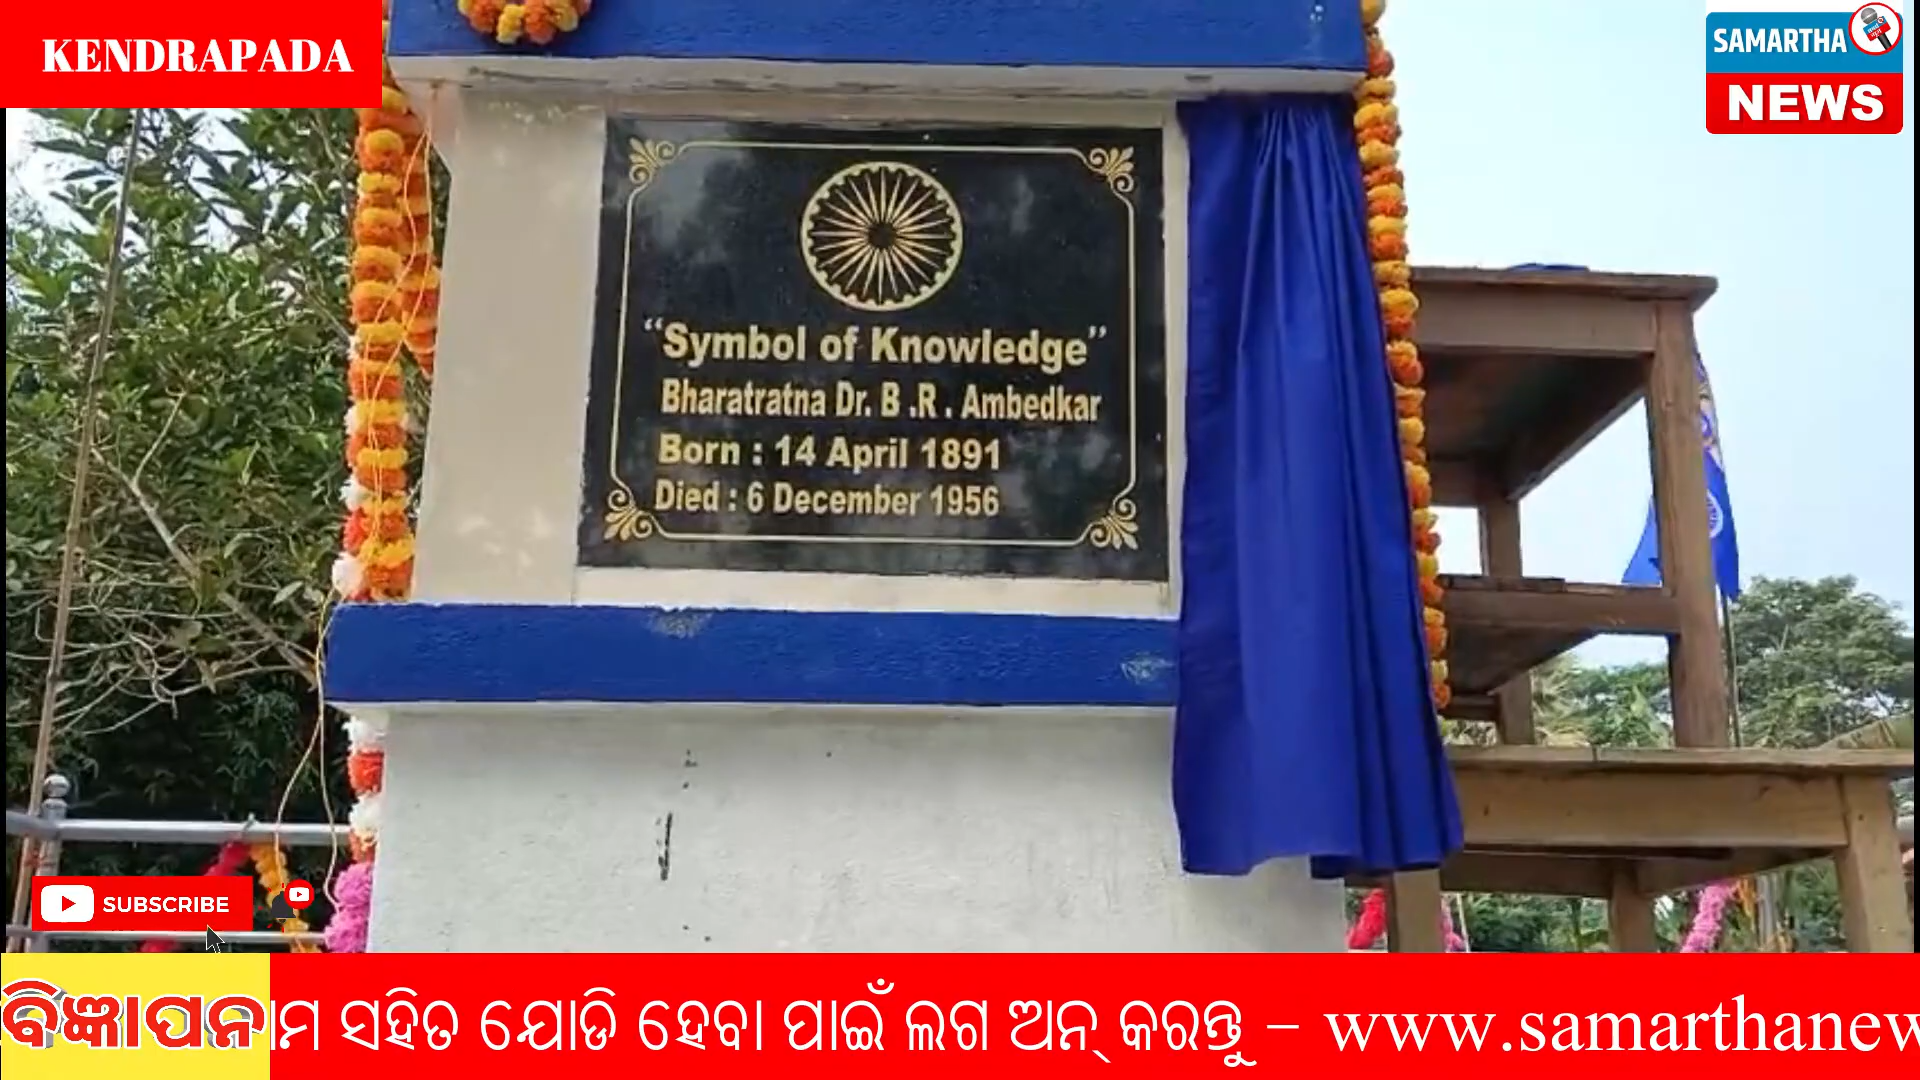 KENDRAPADA
SAMARTHA
NEWS
“Symbol of Knowledge”
Bharatratna Dr. B .R . Ambedkar
Born : 14 April 1891
Died : 6 December 1956
SUBSCRIBE
ବିଜ୍ଞାପନ
ସହିତ ଯୋଡି ହେବା ପାଇଁ ଲଗ ଅନ୍ କରନ୍ତୁ – www.samarthanew